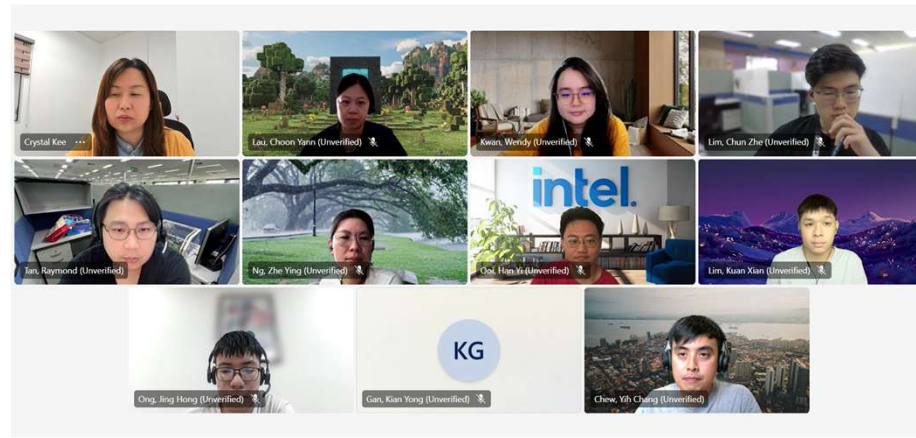 Crystal Kee ...
Lau, Choon Yann (Unverified)
Kwan, Wendy (Unverified)
Lim, Chun Zhe (Unverified)
intel.
Tan, Raymond (Unverified)
Ng, Zhe Ying (Unverified)
Ooi, Han Yi (Unverified)
Lim, Kuan Xian (Unverified)
KG
Ong, Jing Hong (Unverified)
Gan, Kian Yong (Unverified)
Chew, Yih Chang (Unverified)